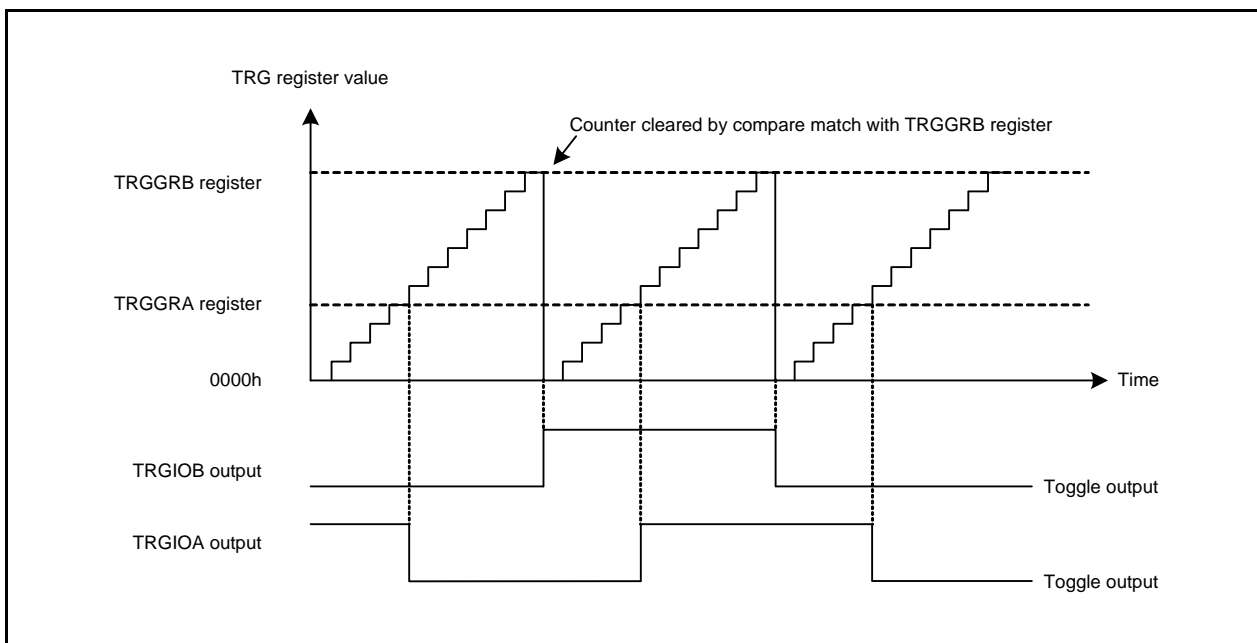 TRG register value
Counter cleared by compare match with TRGGRB register
TRGGRB register
TRGGRA register
0000h
Time
TRGIOB output
Toggle output
TRGIOA output
Toggle output